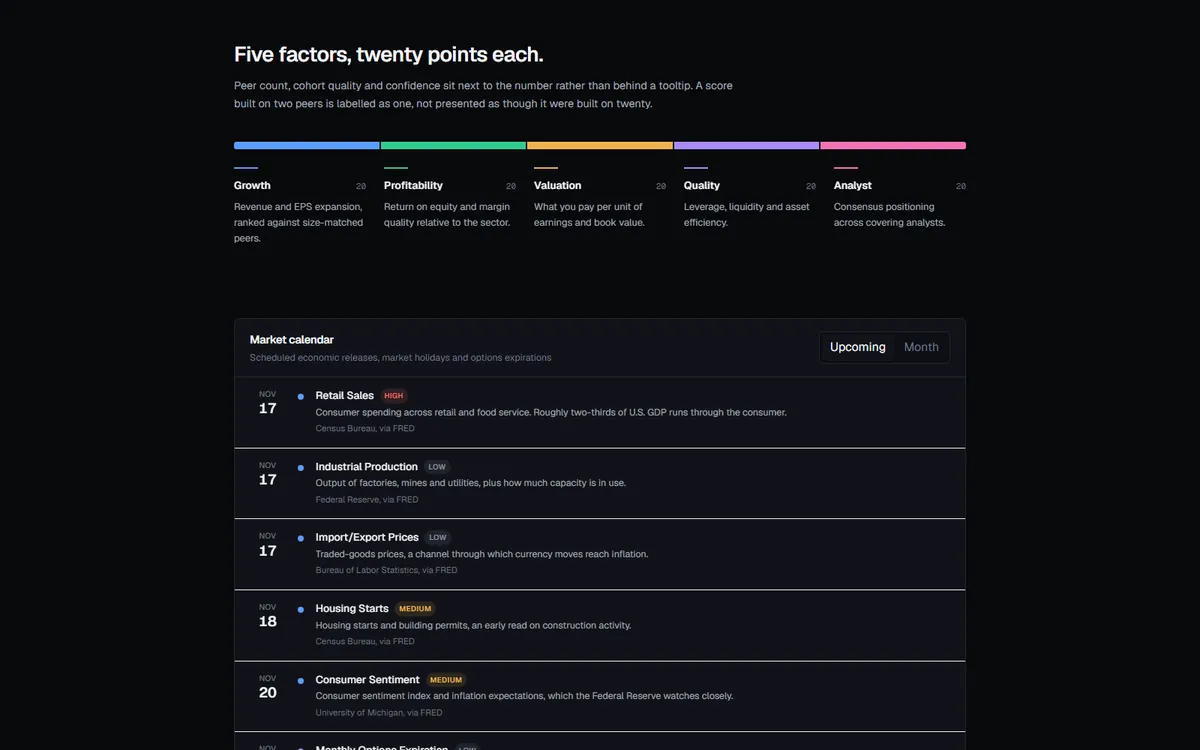 Five factors, twenty points each.
Peer count, cohort quality and confidence sit next to the number rather than behind a tooltip. A score
built on two peers is labelled as one, not presented as though it were built on twenty.
Growth 20
Revenue and EPS expansion,
ranked against size-matched
peers.
Profitability 20
Return on equity and margin
quality relative to the sector.
Valuation 20
What you pay per unit of
earnings and book value.
Quality 20
Leverage, liquidity and asset
efficiency.
Analyst 20
Consensus positioning
across covering analysts.
Market calendar
Scheduled economic releases, market holidays and options expirations
Upcoming Month
NOV
17
Retail Sales HIGH
Consumer spending across retail and food service. Roughly two-thirds of U.S. GDP runs through the consumer.
Census Bureau, via FRED
NOV
17
Industrial Production LOW
Output of factories, mines and utilities, plus how much capacity is in use.
Federal Reserve, via FRED
NOV
17
Import/Export Prices LOW
Traded-goods prices, a channel through which currency moves reach inflation.
Bureau of Labor Statistics, via FRED
NOV
18
Housing Starts MEDIUM
Housing starts and building permits, an early read on construction activity.
Census Bureau, via FRED
NOV
20
Consumer Sentiment MEDIUM
Consumer sentiment index and inflation expectations, which the Federal Reserve watches closely.
University of Michigan, via FRED
NOV
Monthly Options Expiration LOW